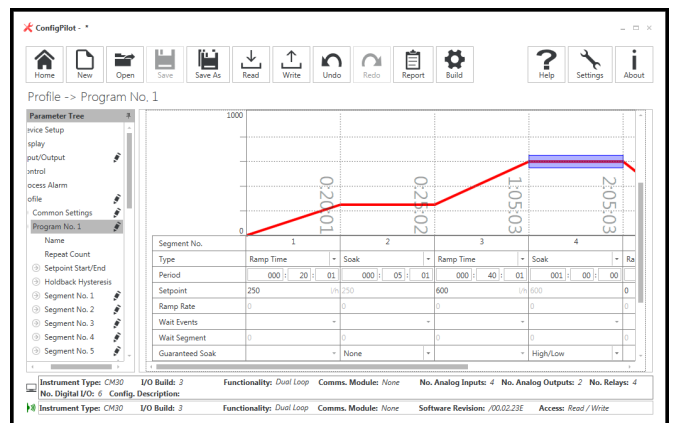 ConfigPilot - *
Home New Open Save Save As Read Write Undo Redo Report Build Help Settings About
Profile -> Program No, 1
Parameter Tree
evice Setup
splay
put/Output
ontrol
ocess Alarm
ofile
Common Settings
Program No. 1
Name
Repeat Count
Setpoint Start/End
Holdback Hysteresis
Segment No. 1
Segment No. 2
Segment No. 3
Segment No. 4
Segment No. 5
1000
0
0:20:01 0:25:02 1:05:03 2:05:03
Segment No. 1 2 3 4
Type Ramp Time Soak Ramp Time Soak Ra
Period 000 : 20 : 01 000 : 05 : 01 000 : 40 : 01 001 : 00 : 00
Setpoint 250 U/h 250 600 U/h 600 0
Ramp Rate 0 0 0 0 0
Wait Events
Wait Segment 0 0 0 0 0
Guaranteed Soak None High/Low
Instrument Type: CM30 I/O Build: 3 Functionality: Dual Loop Comms. Module: None No. Analog Inputs: 4 No. Analog Outputs: 2 No. Relays: 4
No. Digital I/O: 6 Config. Description:
Instrument Type: CM30 I/O Build: 3 Functionality: Dual Loop Comms. Module: None Software Revision: /00.02.23E Access: Read / Write